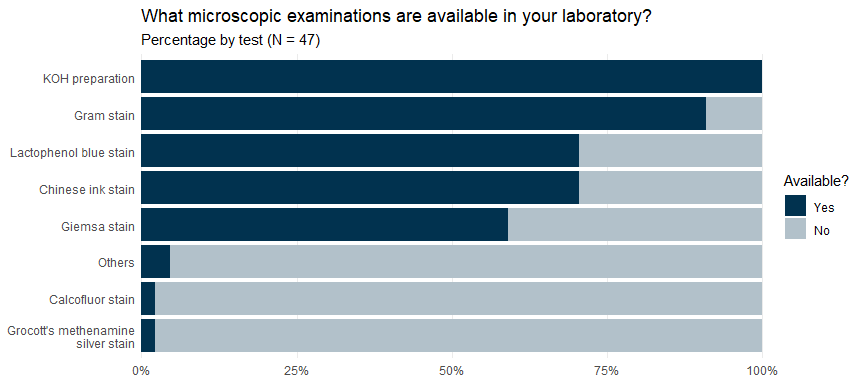 What microscopic examinations are available in your laboratory?
Percentage by test (N = 47)
KOH preparation
Gram stain
Lactophenol blue stain
Chinese ink stain
Giemsa stain
Others
Calcofluor stain
Grocott's methenamine
silver stain
0% 25% 50% 75% 100%
Available?
Yes
No